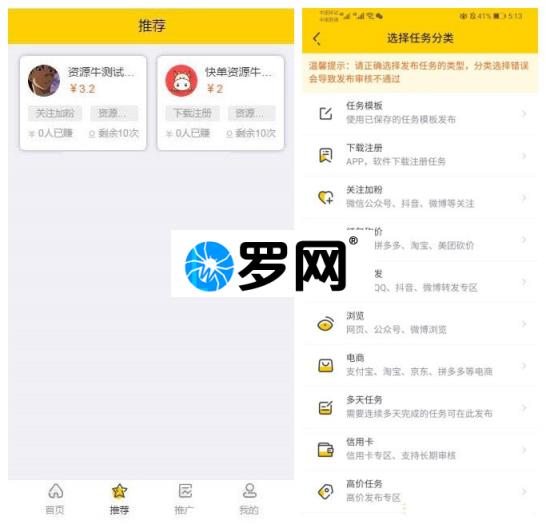 推荐
资源牛测试...
¥3.2
关注加粉
资源...
0人已赚
剩余10次
快单资源牛...
¥2
下载注册
资源...
0人已赚
剩余10次
首页
推荐
推广
我的
41%
5:13
选择任务分类
温馨提示:请正确选择发布任务的类型,分类选择错误
会导致发布审核不通过
任务模板
使用已保存的任务模板发布
下载注册
APP,软件下载注册任务
关注加粉
微信公众号、抖音、微博等关注
砍价
拼多多、淘宝、美团砍价
发
QQ、抖音、微博转发专区
浏览
网页、公众号、微博浏览
电商
支付宝、淘宝、京东、拼多多等电商
多天任务
需要连续多天完成的任务可在此发布
信用卡
信用卡专区、支持长期审核
高价任务
高价发布专区
罗网®